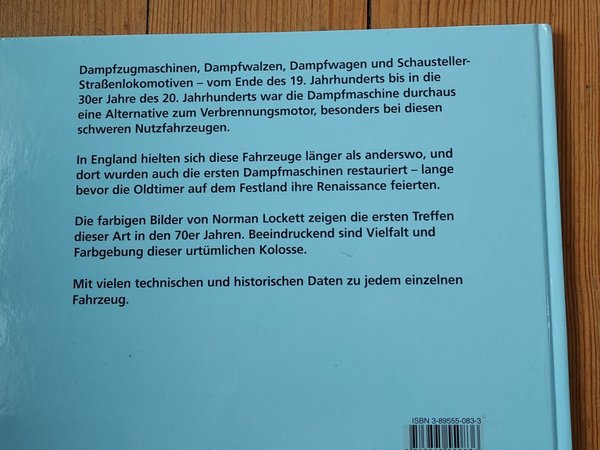 Dampfzugmaschinen, Dampfwalzen, Dampfwagen und Schausteller-
Straßenlokomotiven – vom Ende des 19. Jahrhunderts bis in die
30er Jahre des 20. Jahrhunderts war die Dampfmaschine durchaus
eine Alternative zum Verbrennungsmotor, besonders bei diesen
schweren Nutzfahrzeugen.
In England hielten sich diese Fahrzeuge länger als anderswo, und
dort wurden auch die ersten Dampfmaschinen restauriert – lange
bevor die Oldtimer auf dem Festland ihre Renaissance feierten.
Die farbigen Bilder von Norman Lockett zeigen die ersten Treffen
dieser Art in den 70er Jahren. Beeindruckend sind Vielfalt und
Farbgebung dieser urtümlichen Kolosse.
Mit vielen technischen und historischen Daten zu jedem einzelnen
Fahrzeug.
ISBN 3-89555-083-3